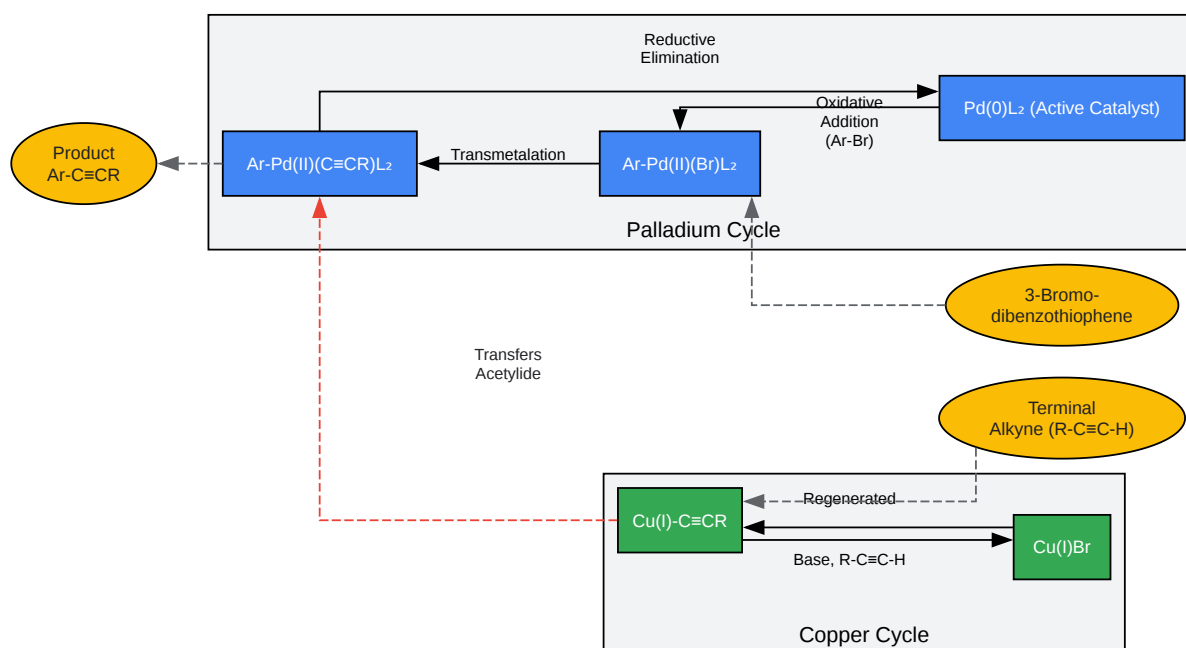 Reductive
Elimination
Oxidative
Addition
(Ar-Br)
Pd(0)L₂ (Active Catalyst)
Product
Ar-C≡CR
Ar-Pd(II)(C≡CR)L₂
Transmetalation
Ar-Pd(II)(Br)L₂
Palladium Cycle
3-Bromo-
dibenzothiophene
Transfers
Acetylide
Terminal
Alkyne (R-C≡C-H)
Regenerated
Cu(I)-C≡CR
Cu(I)Br
Base, R-C≡C-H
Copper Cycle